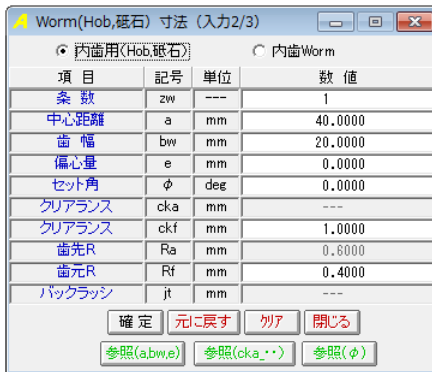 Worm(Hob,砥石) 寸法 (入力2/3)
内歯用(Hob,砥石) 内歯Worm
項 目 記号 単位 数 値
条 数 zw --- 1
中心距離 a mm 40.0000
歯 幅 bw mm 20.0000
偏心量 e mm 0.0000
セット角 φ deg 0.0000
クリアランス cka mm ---
クリアランス ckf mm 1.0000
歯先R Ra mm 0.6000
歯元R Rf mm 0.4000
バックラッシ jt mm ---
確 定 元に戻す クリア 閉じる
参照(a,bw,e) 参照(cka_‥) 参照(φ)